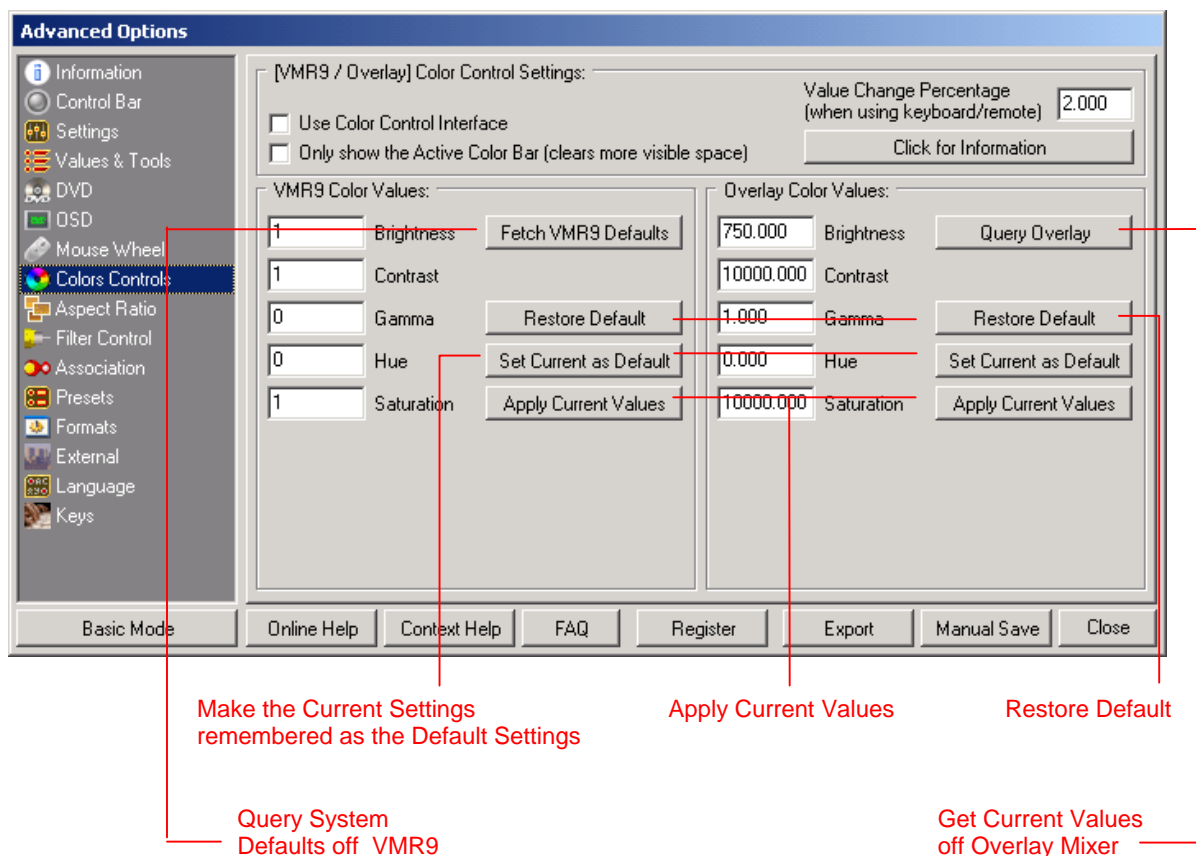 Advanced Options
Information
Control Bar
Settings
Values & Tools
DVD
OSD
Mouse Wheel
Colors Controls
Aspect Ratio
Filter Control
Association
Presets
Formats
External
Language
Keys
[VMR9 / Overlay] Color Control Settings:
Use Color Control Interface
Only show the Active Color Bar (clears more visible space)
Value Change Percentage
(when using keyboard/remote)
2.000
Click for Information
VMR9 Color Values:
1 Brightness Fetch VMR9 Defaults
1 Contrast
0 Gamma Restore Default
0 Hue Set Current as Default
1 Saturation Apply Current Values
Overlay Color Values:
750.000 Brightness Query Overlay
10000.000 Contrast
1.000 Gamma Restore Default
0.000 Hue Set Current as Default
10000.000 Saturation Apply Current Values
Basic Mode Online Help Context Help FAQ Register Export Manual Save Close
Make the Current Settings
remembered as the Default Settings
Apply Current Values
Restore Default
Query System
Defaults off VMR9
Get Current Values
off Overlay Mixer